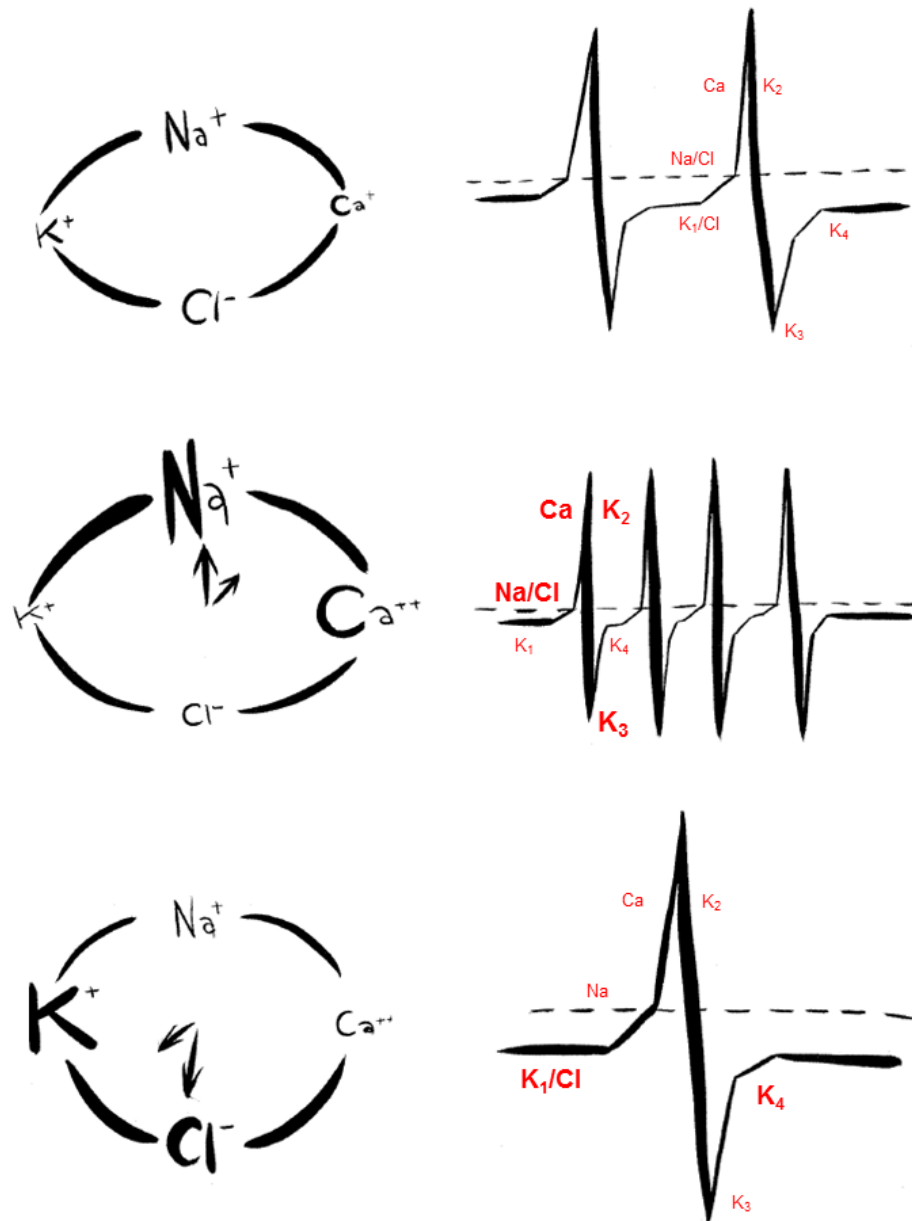 Na⁺
K⁺
Ca⁺
Cl⁻
Ca
K₂
Na/Cl
K₁/Cl
K₄
K₃
Na⁺
K⁺
Ca⁺⁺
Cl⁻
Ca
K₂
Na/Cl
K₁
K₄
K₃
Na⁺
K⁺
Ca⁺⁺
Cl⁻
Ca
K₂
Na
K₁/Cl
K₄
K₃